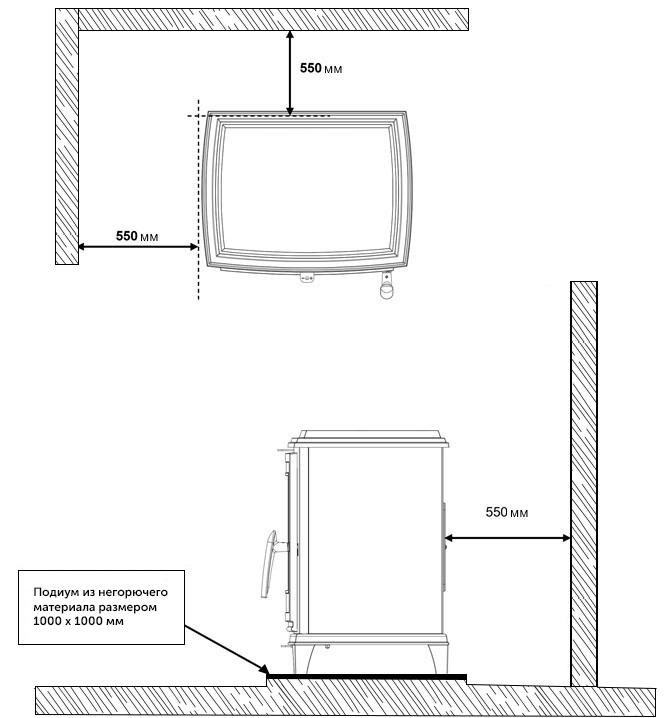 550 мм
550 мм
550 мм
Подиум из негорючего
материала размером
1000 x 1000 мм